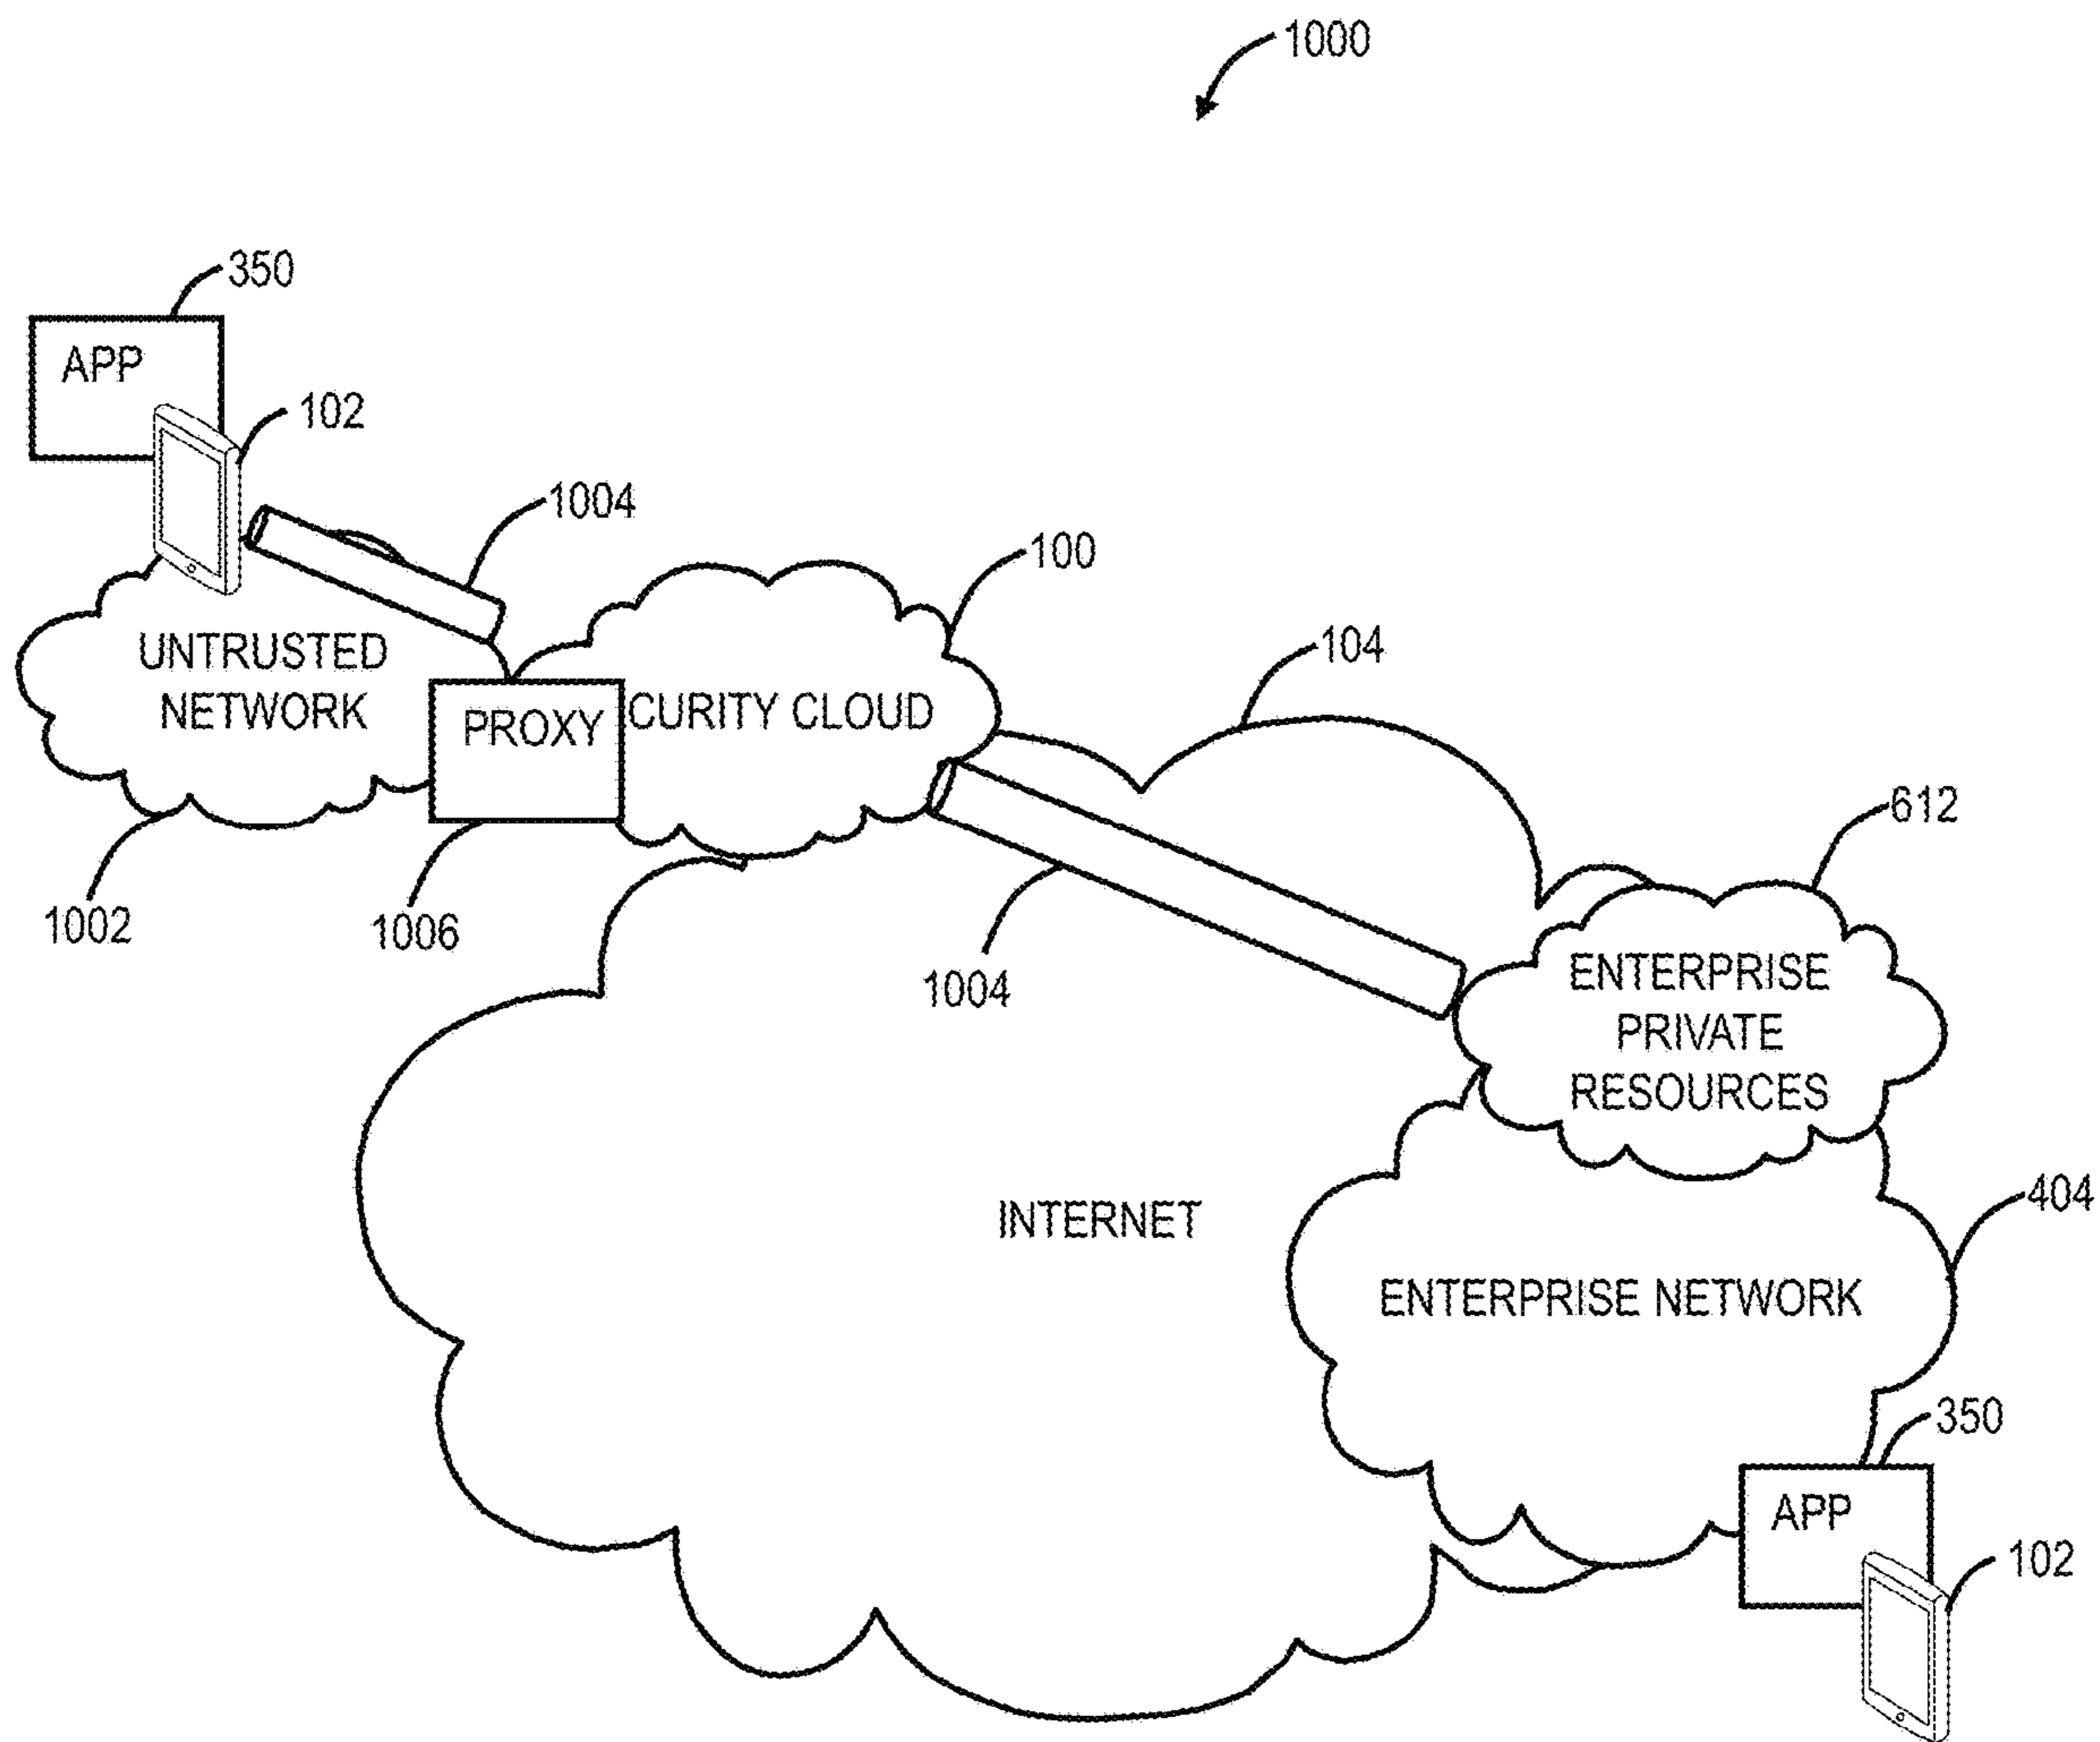 1000
350
APP
102
1004
100
UNTRUSTED
NETWORK
PROXY
CURITY CLOUD
104
612
1002
1006
1004
ENTERPRISE
PRIVATE
RESOURCES
INTERNET
404
ENTERPRISE NETWORK
350
APP
102